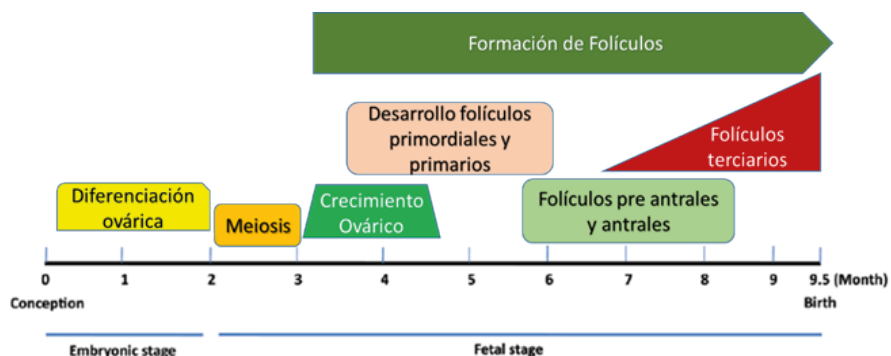 Formación de Folículos
Desarrollo folículos
primordiales y
primarios
Folículos
terciarios
Diferenciación
ovárica
Meiosis
Crecimiento
Ovárico
Folículos pre antrales
y antrales
0 1 2 3 4 5 6 7 8 9 9.5 (Month)
Conception Birth
Embryonic stage Fetal stage